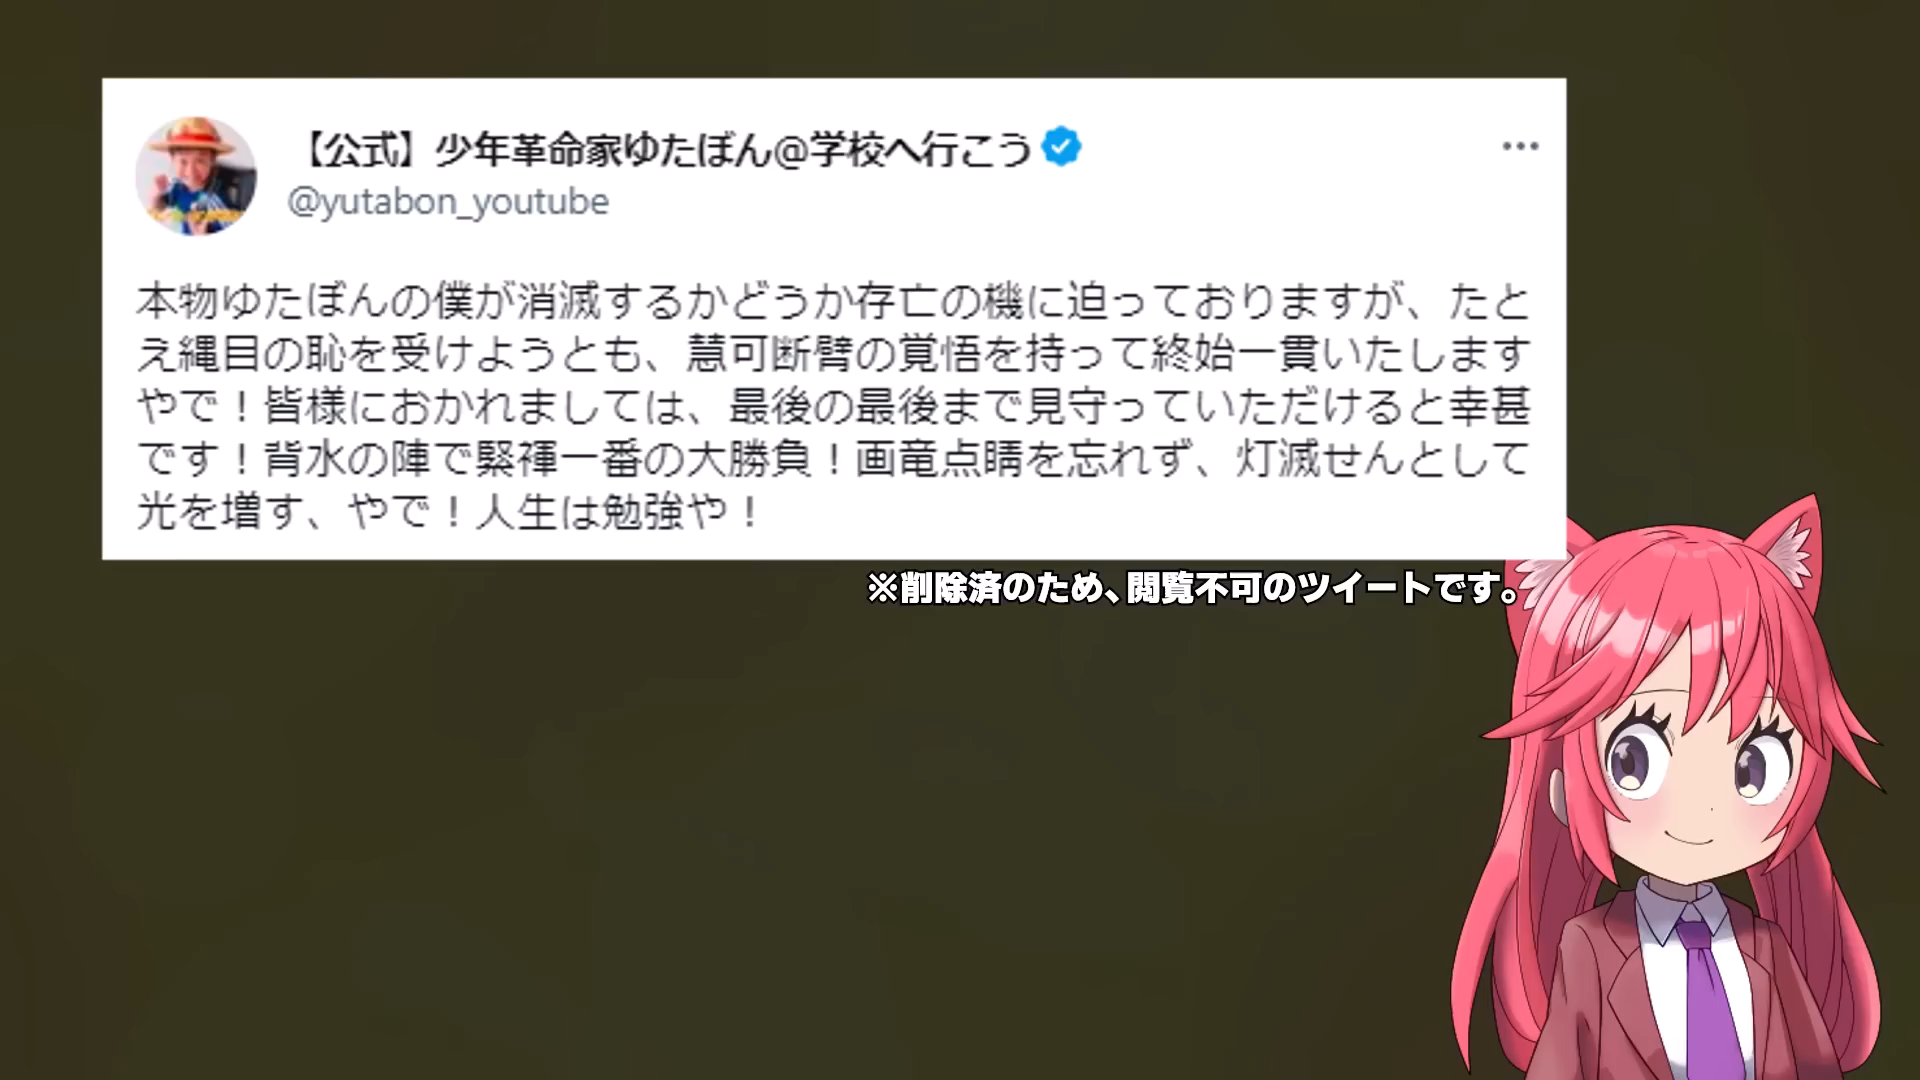 【公式】少年革命家ゆたぼん@学校へ行こう
@yutabon_youtube
本物ゆたぼんの僕が消滅するかどうか存亡の機に迫っておりますが、たと
え縄目の恥を受けようとも、慧可断臂の覚悟を持って終始一貫いたします
やで！皆様におかれましては、最後の最後まで見守っていただけると幸甚
です！背水の陣で緊褌一番の大勝負！画竜点睛を忘れず、灯滅せんとして
光を増す、やで！人生は勉強や！
※削除済のため、閲覧不可のツイートです。